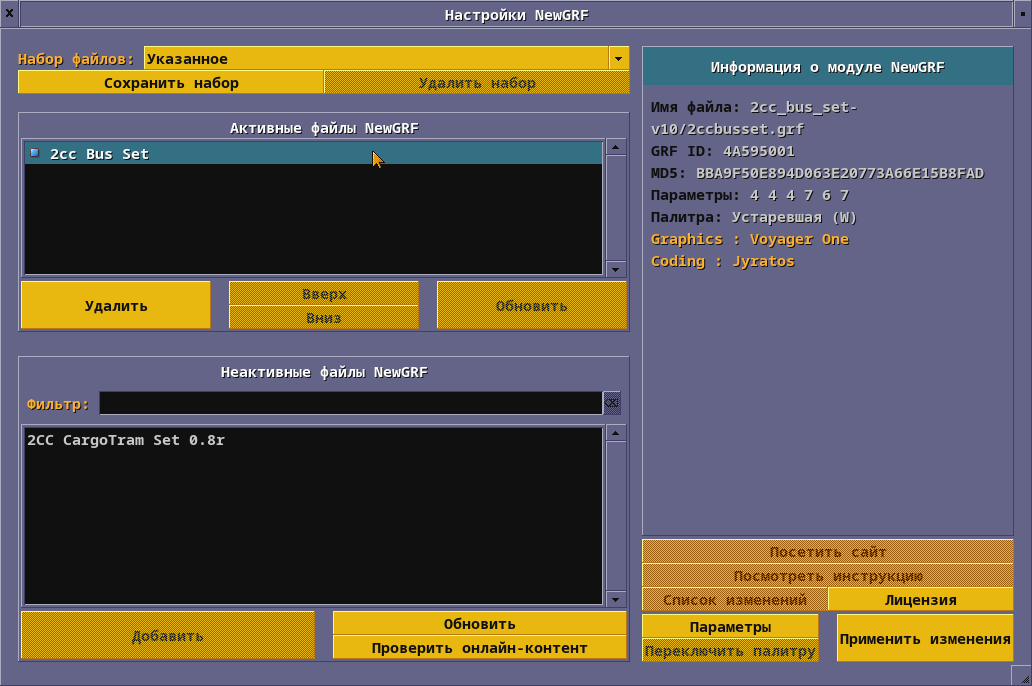 Настройки NewGRF
Набор файлов: Указанное
Сохранить набор
Удалить набор
Активные файлы NewGRF
2cc Bus Set
Удалить
Вверх
Вниз
Обновить
Неактивные файлы NewGRF
Фильтр:
2CC CargoTram Set 0.8r
Добавить
Обновить
Проверить онлайн-контент
Информация о модуле NewGRF
Имя файла: 2cc_bus_set-
v10/2ccbusset.grf
GRF ID: 4A595001
MD5: BBA9F50E894D063E20773A66E15B8FAD
Параметры: 4 4 4 7 6 7
Палитра: Устаревшая (W)
Graphics : Voyager One
Coding : Jyratos
Посетить сайт
Посмотреть инструкцию
Список изменений
Лицензия
Параметры
Переключить палитру
Применить изменения